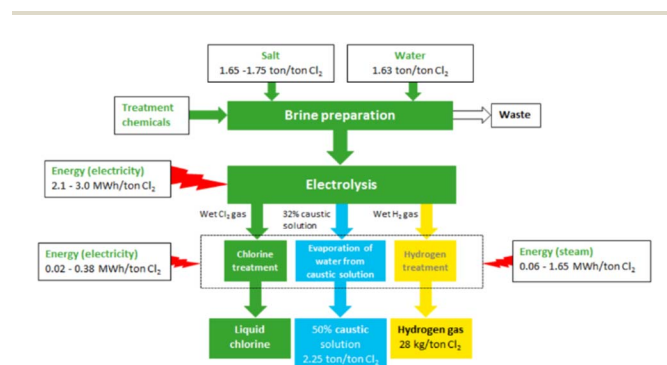 Salt
1.65 -1.75 ton/ton Cl₂
Water
1.63 ton/ton Cl₂
Treatment
chemicals
Brine preparation
Waste
Energy (electricity)
2.1 - 3.0 MWh/ton Cl₂
Electrolysis
Wet Cl₂ gas
32% caustic
solution
Wet H₂ gas
Energy (electricity)
0.02 - 0.38 MWh/ton Cl₂
Chlorine
treatment
Evaporation of
water from
caustic solution
Hydrogen
treatment
Energy (steam)
0.06 - 1.65 MWh/ton Cl₂
Liquid
chlorine
50% caustic
solution
2.25 ton/ton Cl₂
Hydrogen gas
28 kg/ton Cl₂